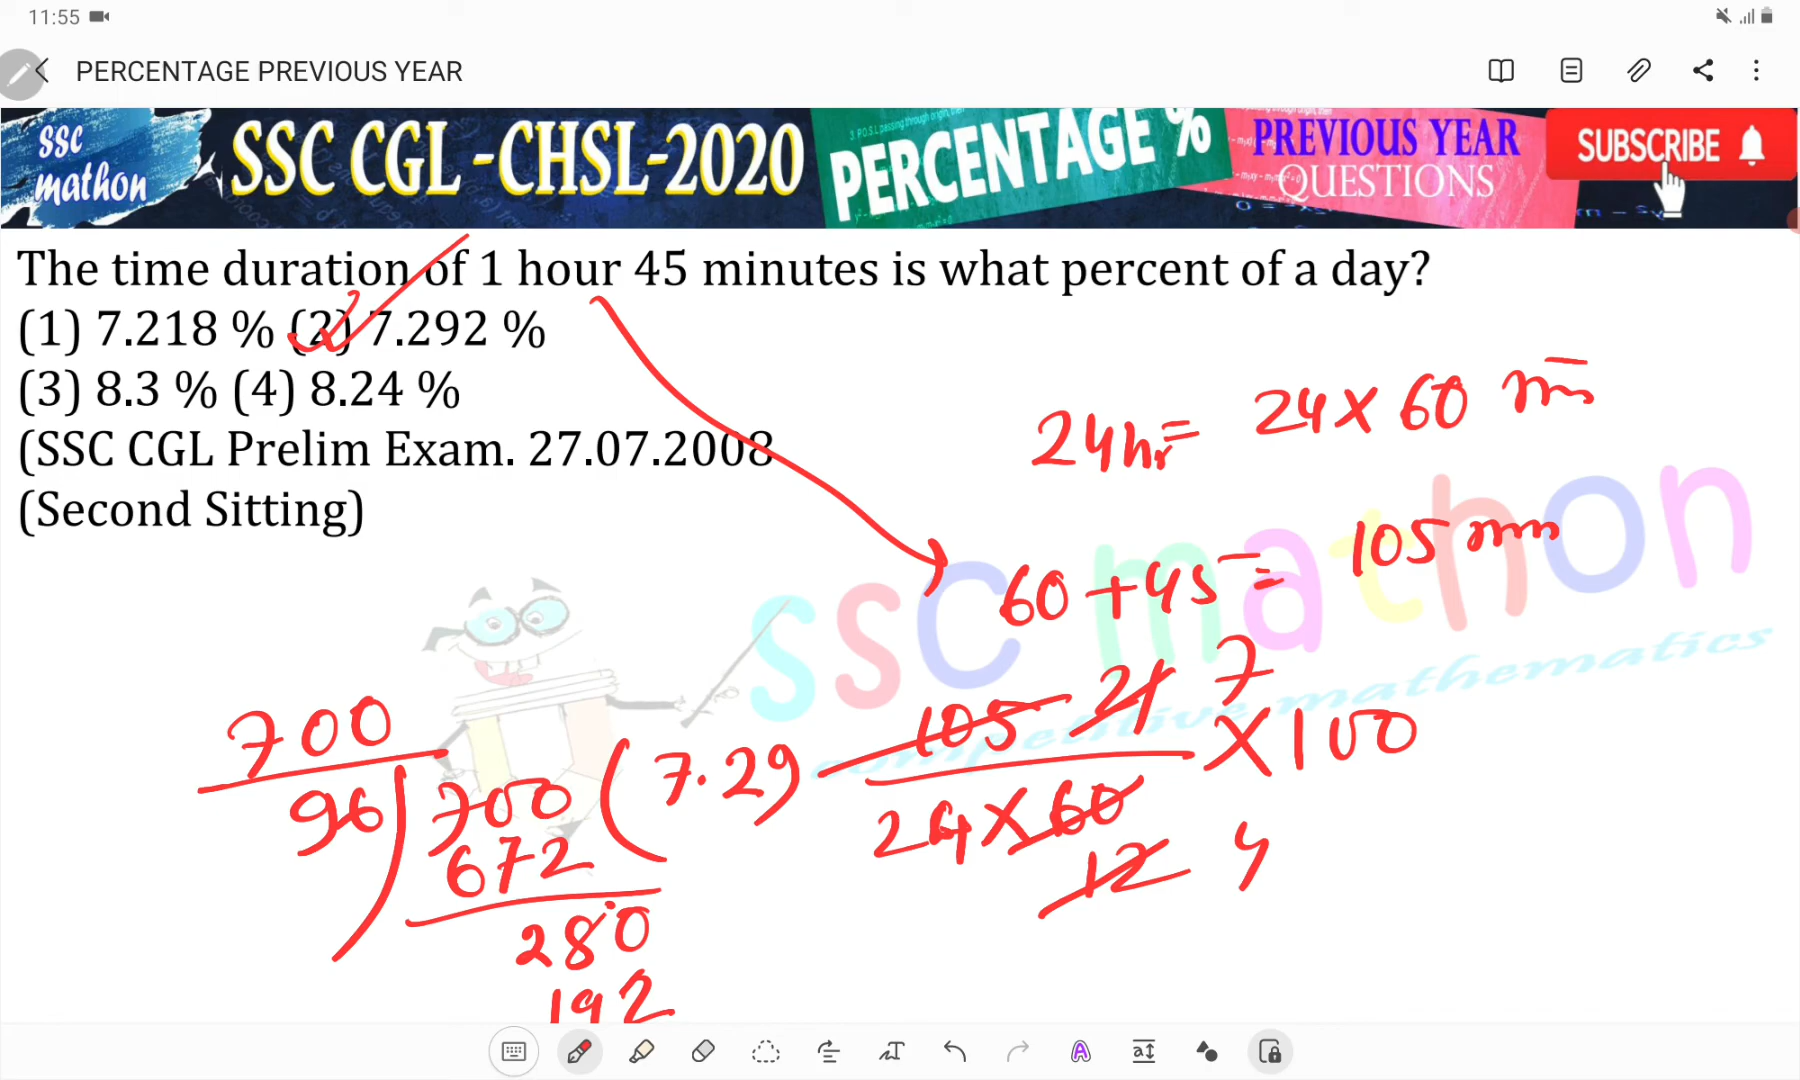 11:55
PERCENTAGE PREVIOUS YEAR
ssc
mathon
SSC CGL -CHSL-2020
PERCENTAGE %
PREVIOUS YEAR
QUESTIONS
SUBSCRIBE
The time duration of 1 hour 45 minutes is what percent of a day?
(1) 7.218 % (2) 7.292 %
(3) 8.3 % (4) 8.24 %
(SSC CGL Prelim Exam. 27.07.2008
(Second Sitting)
24hr = 24 x 60 min
60 + 45 = 105 min
105 21 7
24 x 60 x 100
12 4
700
96) 700 ( 7.29
672
280
192
ssc mathon
competitive mathematics